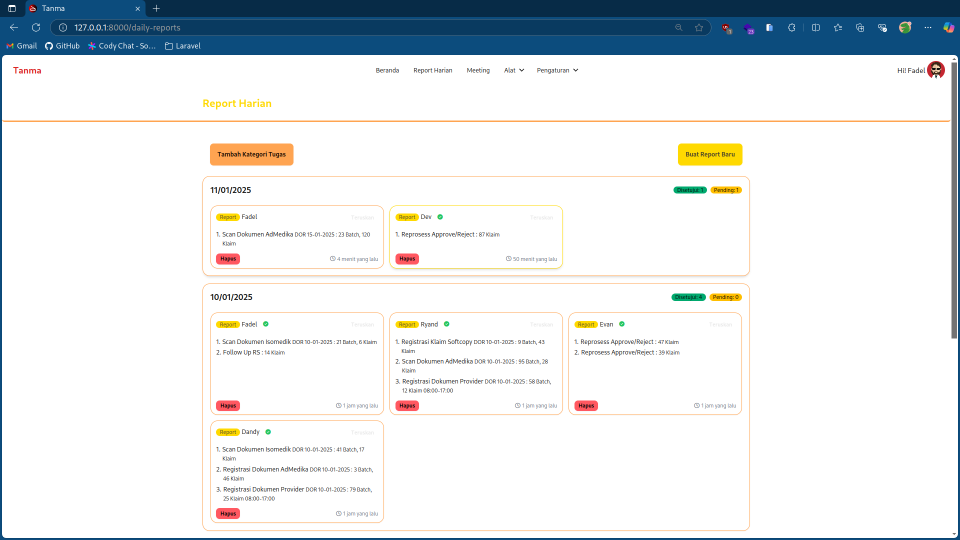 Tanma
127.0.0.1:8000/daily-reports
Gmail GitHub Cody Chat - So... Laravel
Tanma Beranda Report Harian Meeting Alat Pengaturan Hi! Fadel
Report Harian
Tambah Kategori Tugas Buat Report Baru
11/01/2025 Disetujui: 1 Pending: 1
Report Fadel
1. Scan Dokumen AdMedika DOR 15-01-2025 : 23 Batch, 120
Klaim
Hapus 4 menit yang lalu
Report Dev
1. Reprosess Approve/Reject : 87 Klaim
Hapus 50 menit yang lalu
10/01/2025 Disetujui: 4 Pending: 0
Report Fadel
1. Scan Dokumen Isomedik DOR 10-01-2025 : 21 Batch, 6 Klaim
2. Follow Up RS : 14 Klaim
Hapus 1 jam yang lalu
Report Ryand
1. Registrasi Klaim Softcopy DOR 10-01-2025 : 9 Batch, 43
Klaim
2. Scan Dokumen AdMedika DOR 10-01-2025 : 95 Batch, 28
Klaim
3. Registrasi Dokumen Provider DOR 10-01-2025 : 58 Batch,
12 Klaim 08:00-17:00
Hapus 1 jam yang lalu
Report Evan
1. Reprosess Approve/Reject : 47 Klaim
2. Reprosess Approve/Reject : 39 Klaim
Hapus 1 jam yang lalu
Report Dandy
1. Scan Dokumen Isomedik DOR 10-01-2025 : 41 Batch, 17
Klaim
2. Registrasi Dokumen AdMedika DOR 10-01-2025 : 3 Batch,
46 Klaim
3. Registrasi Dokumen Provider DOR 10-01-2025 : 79 Batch,
25 Klaim 08:00-17:00
Hapus 1 jam yang lalu